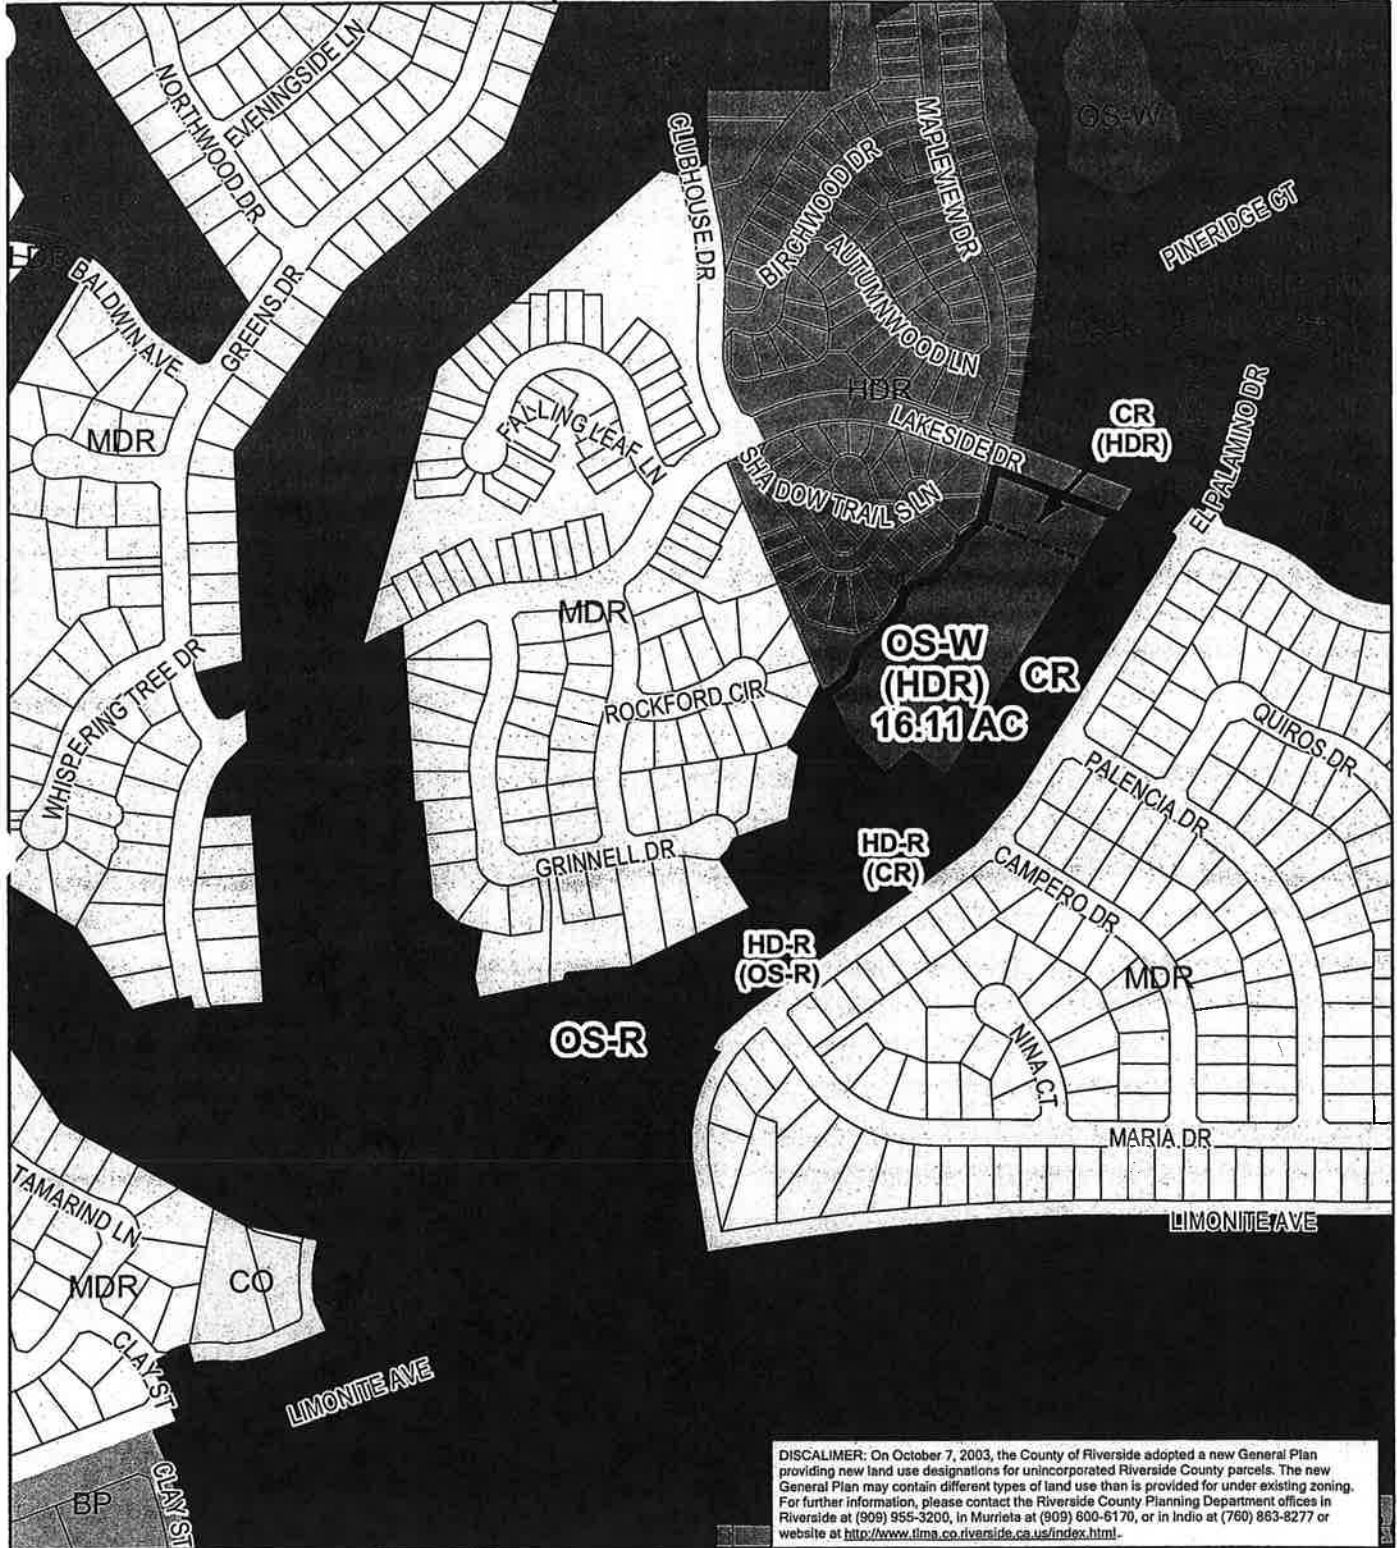 EVENINGSIDE LN
NORTHWOOD DR
CLUBHOUSE DR
MAPLEVIEW DR
OS-W
BIRCHWOOD DR
PINERIDGE CT
BALDWIN AVE
GREENS DR
AUTUMNWOOD LN
HDR
LAKESIDE DR
CR
(HDR)
EL PALAMINO DR
MDR
FALLING LEAF LN
SHADOW TRAILS LN
MDR
OS-W
(HDR)
16.11 AC
CR
WHISPERING TREE DR
ROCKFORD CIR
QUIROS DR
PALENCIA DR
GRINNELL DR
HD-R
(CR)
CAMPERO DR
HD-R
(OS-R)
MDR
OS-R
NINA CT
MARIA DR
TAMARIND LN
LIMONITE AVE
MDR
CO
CLAY ST
LIMONITE AVE
BP
CLAY ST
DISCALIMER: On October 7, 2003, the County of Riverside adopted a new General Plan
providing new land use designations for unincorporated Riverside County parcels. The new
General Plan may contain different types of land use than is provided for under existing zoning.
For further information, please contact the Riverside County Planning Department offices in
Riverside at (909) 955-3200, in Murrieta at (909) 600-6170, or in Indio at (760) 863-8277 or
website at http://www.tlma.co.riverside.ca.us/index.html.